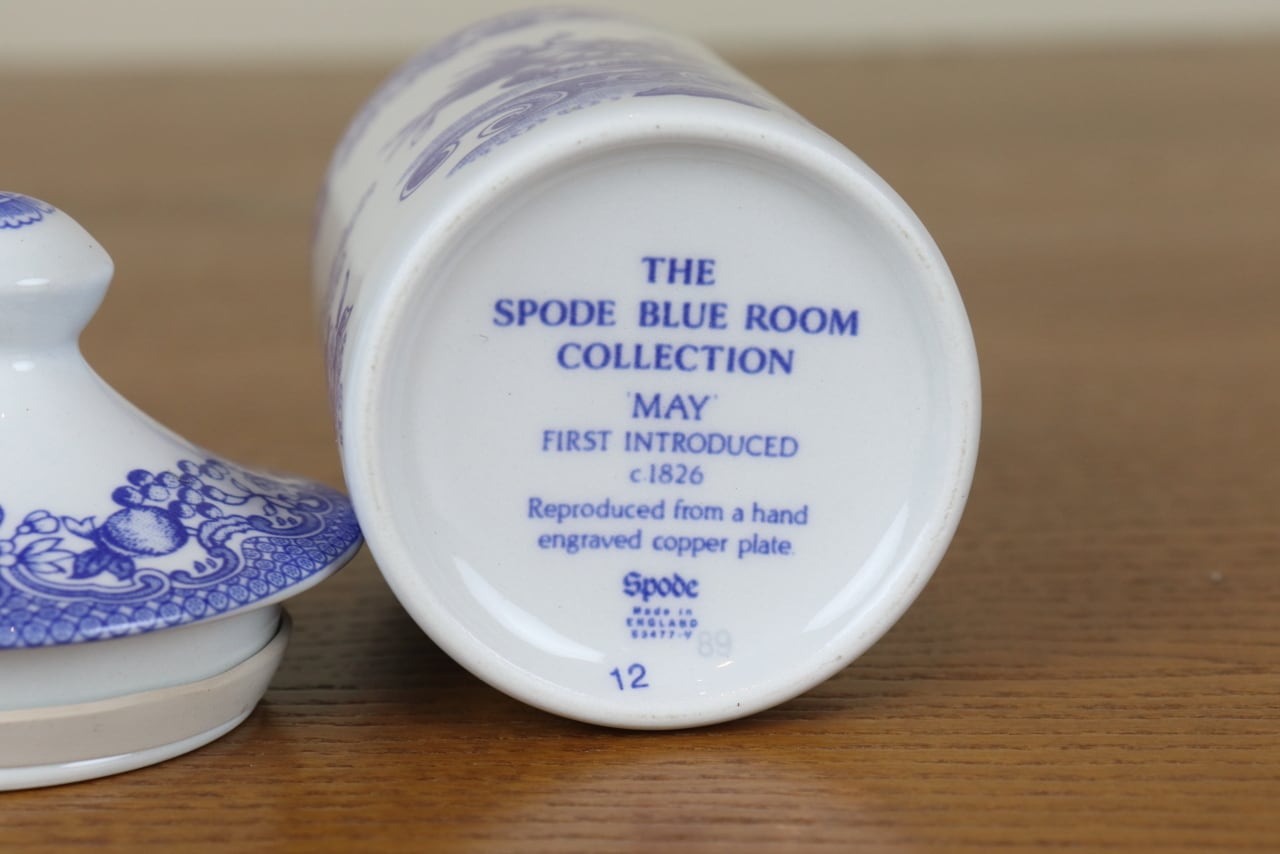 THE
SPODE BLUE ROOM
COLLECTION
'MAY'
FIRST INTRODUCED
c.1826
Reproduced from a hand
engraved copper plate.
Spode
Made in
ENGLAND
S3477-V
89
12